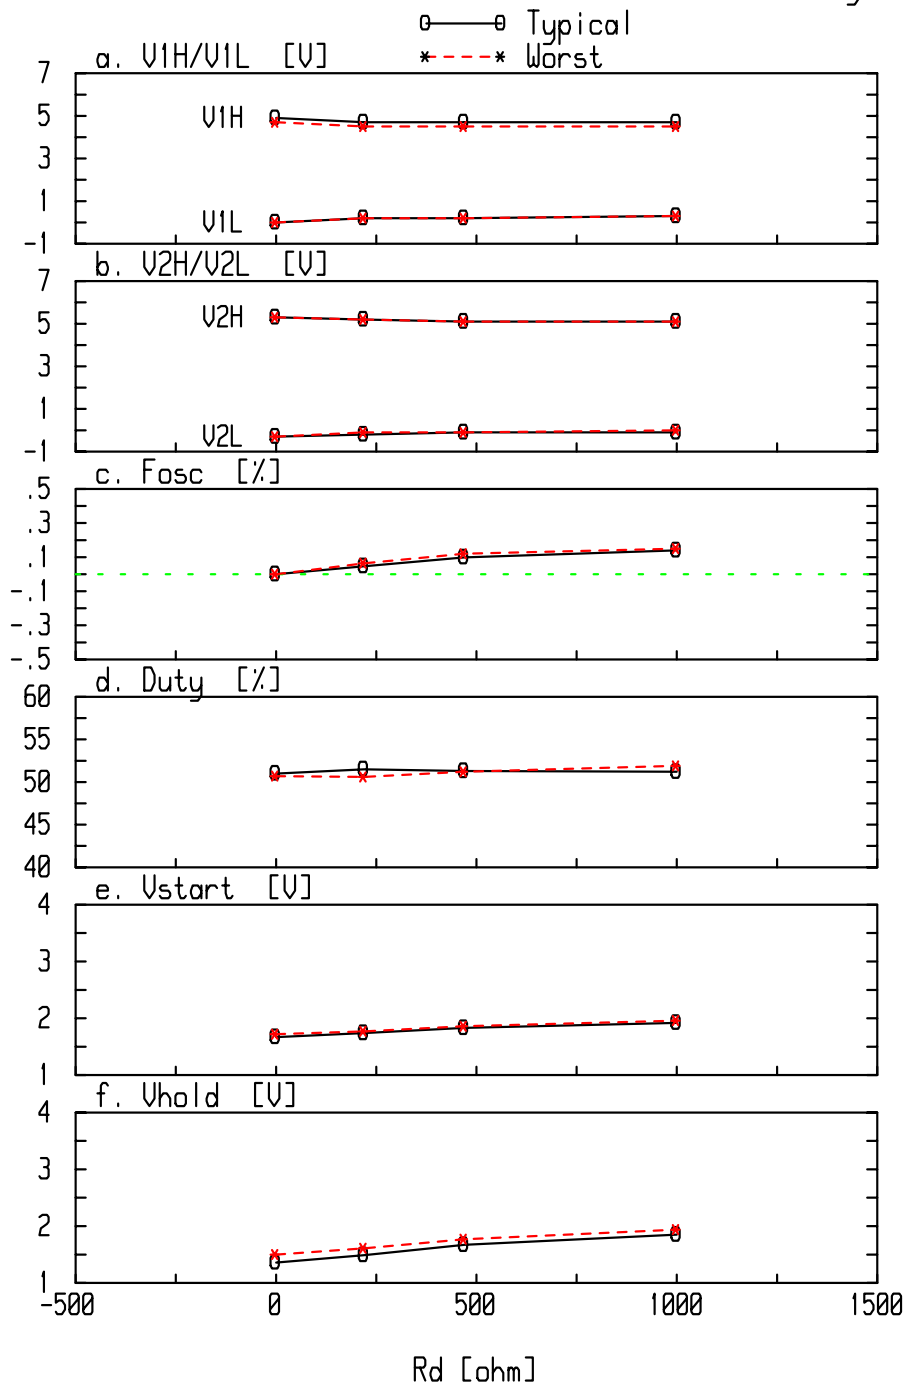 Typical
Worst
a. V1H/V1L [V]
7
5
3
1
-1
V1H
V1L
b. V2H/V2L [V]
7
5
3
1
-1
V2H
V2L
c. Fosc [%]
.5
.3
.1
-.1
-.3
-.5
d. Duty [%]
60
55
50
45
40
e. Vstart [V]
4
3
2
1
f. Vhold [V]
4
3
2
1
-500 0 500 1000 1500
Rd [ohm]